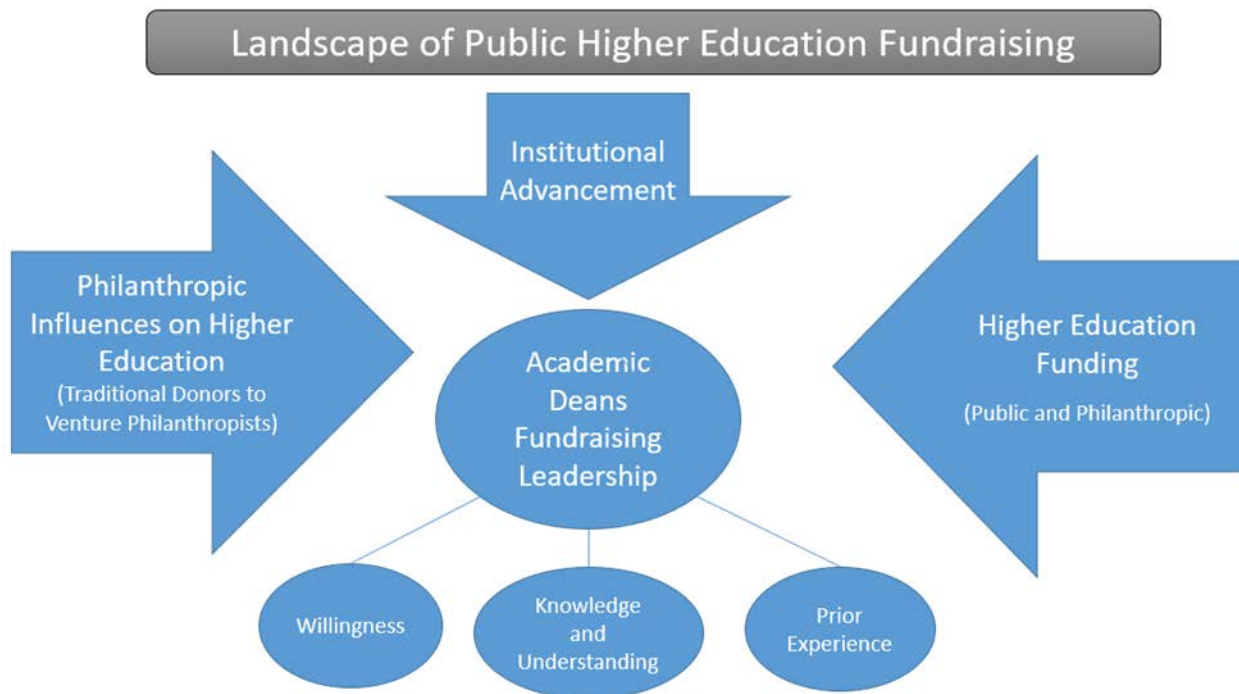 Landscape of Public Higher Education Fundraising
Institutional
Advancement
Philanthropic
Influences on Higher
Education
(Traditional Donors to
Venture Philanthropists)
Higher Education
Funding
(Public and Philanthropic)
Academic
Deans
Fundraising
Leadership
Willingness
Knowledge
and
Understanding
Prior
Experience